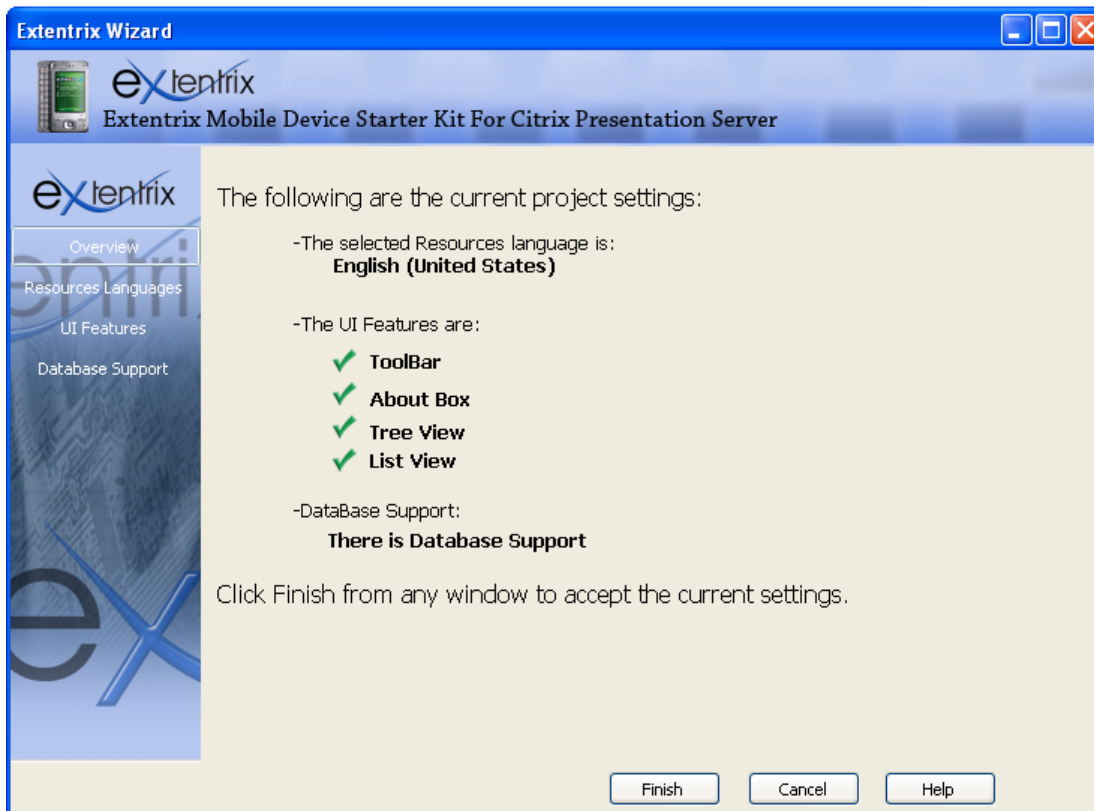 Extentrix Wizard
extentrix
Extentrix Mobile Device Starter Kit For Citrix Presentation Server
extentrix
Overview
Resources Languages
UI Features
Database Support
The following are the current project settings:
-The selected Resources language is:
English (United States)
-The UI Features are:
ToolBar
About Box
Tree View
List View
-DataBase Support:
There is Database Support
Click Finish from any window to accept the current settings.
Finish
Cancel
Help